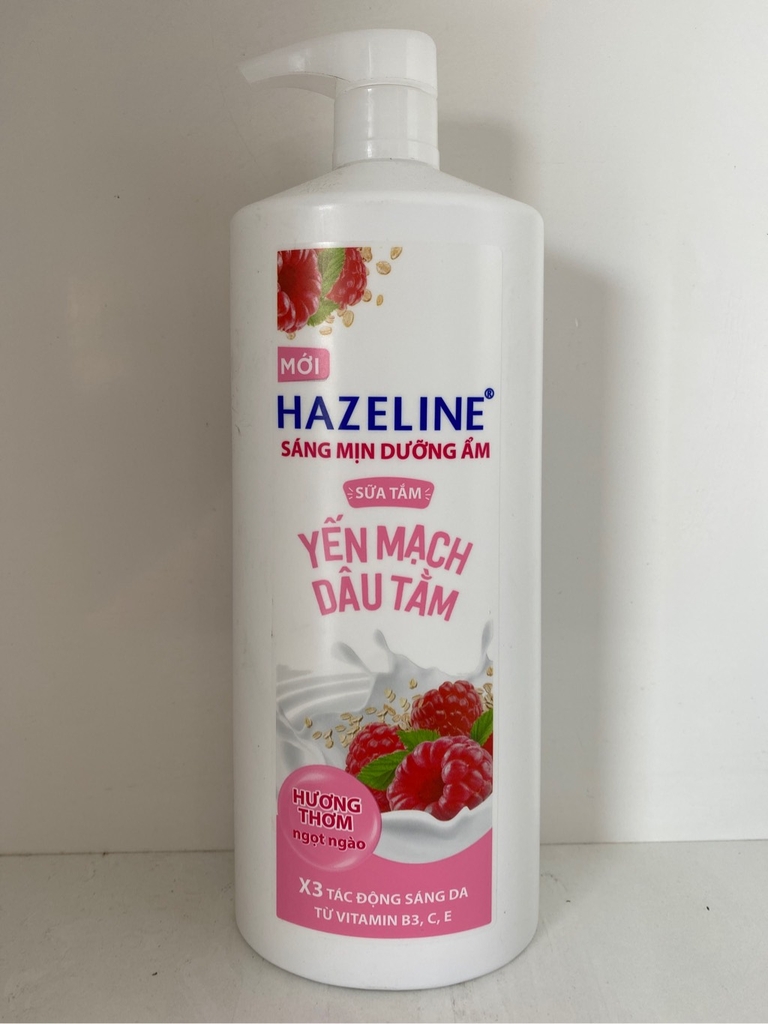 MỚI
HAZELINE®
SÁNG MỊN DƯỠNG ẨM
SỮA TẮM
YẾN MẠCH
DÂU TẰM
HƯƠNG
THƠM
ngọt ngào
X3 TÁC ĐỘNG SÁNG DA
TỪ VITAMIN B3, C, E